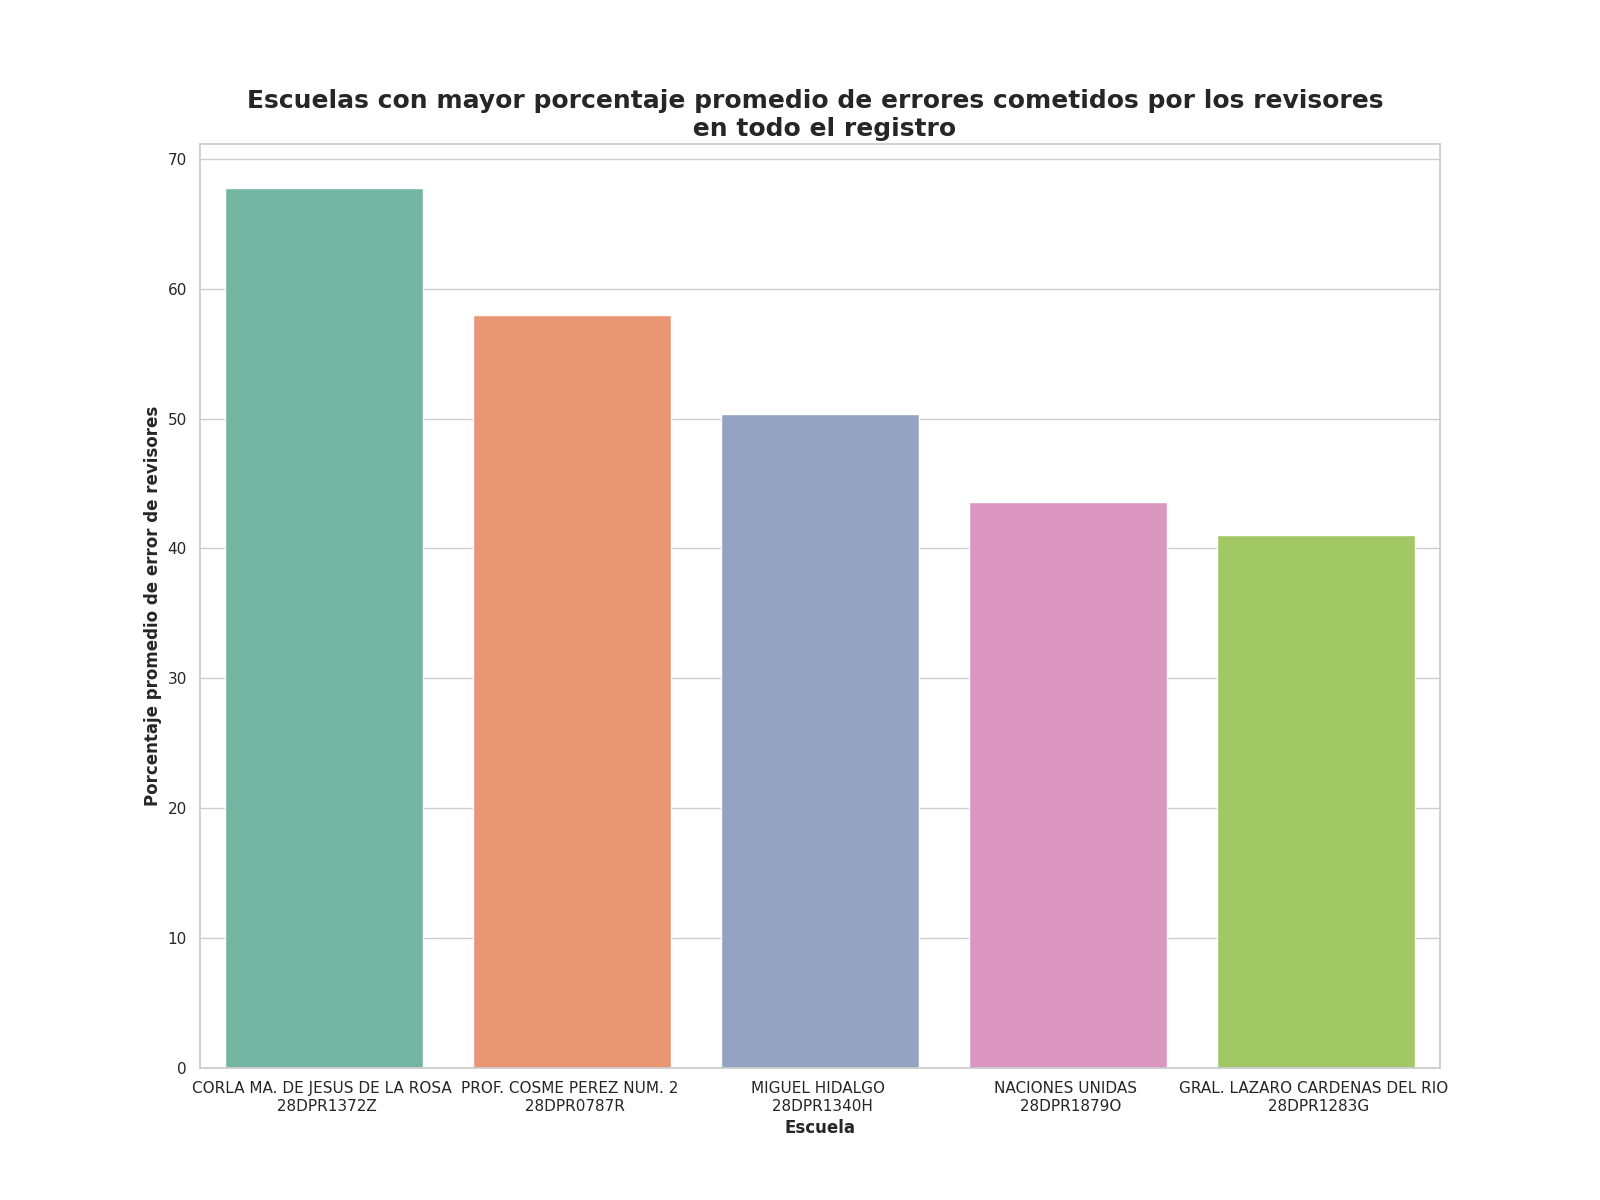 Escuelas con mayor porcentaje promedio de errores cometidos por los revisores
en todo el registro
Porcentaje promedio de error de revisores
70
60
50
40
30
20
10
0
CORLA MA. DE JESUS DE LA ROSA
28DPR1372Z
PROF. COSME PEREZ NUM. 2
28DPR0787R
MIGUEL HIDALGO
28DPR1340H
NACIONES UNIDAS
28DPR1879O
GRAL. LAZARO CARDENAS DEL RIO
28DPR1283G
Escuela